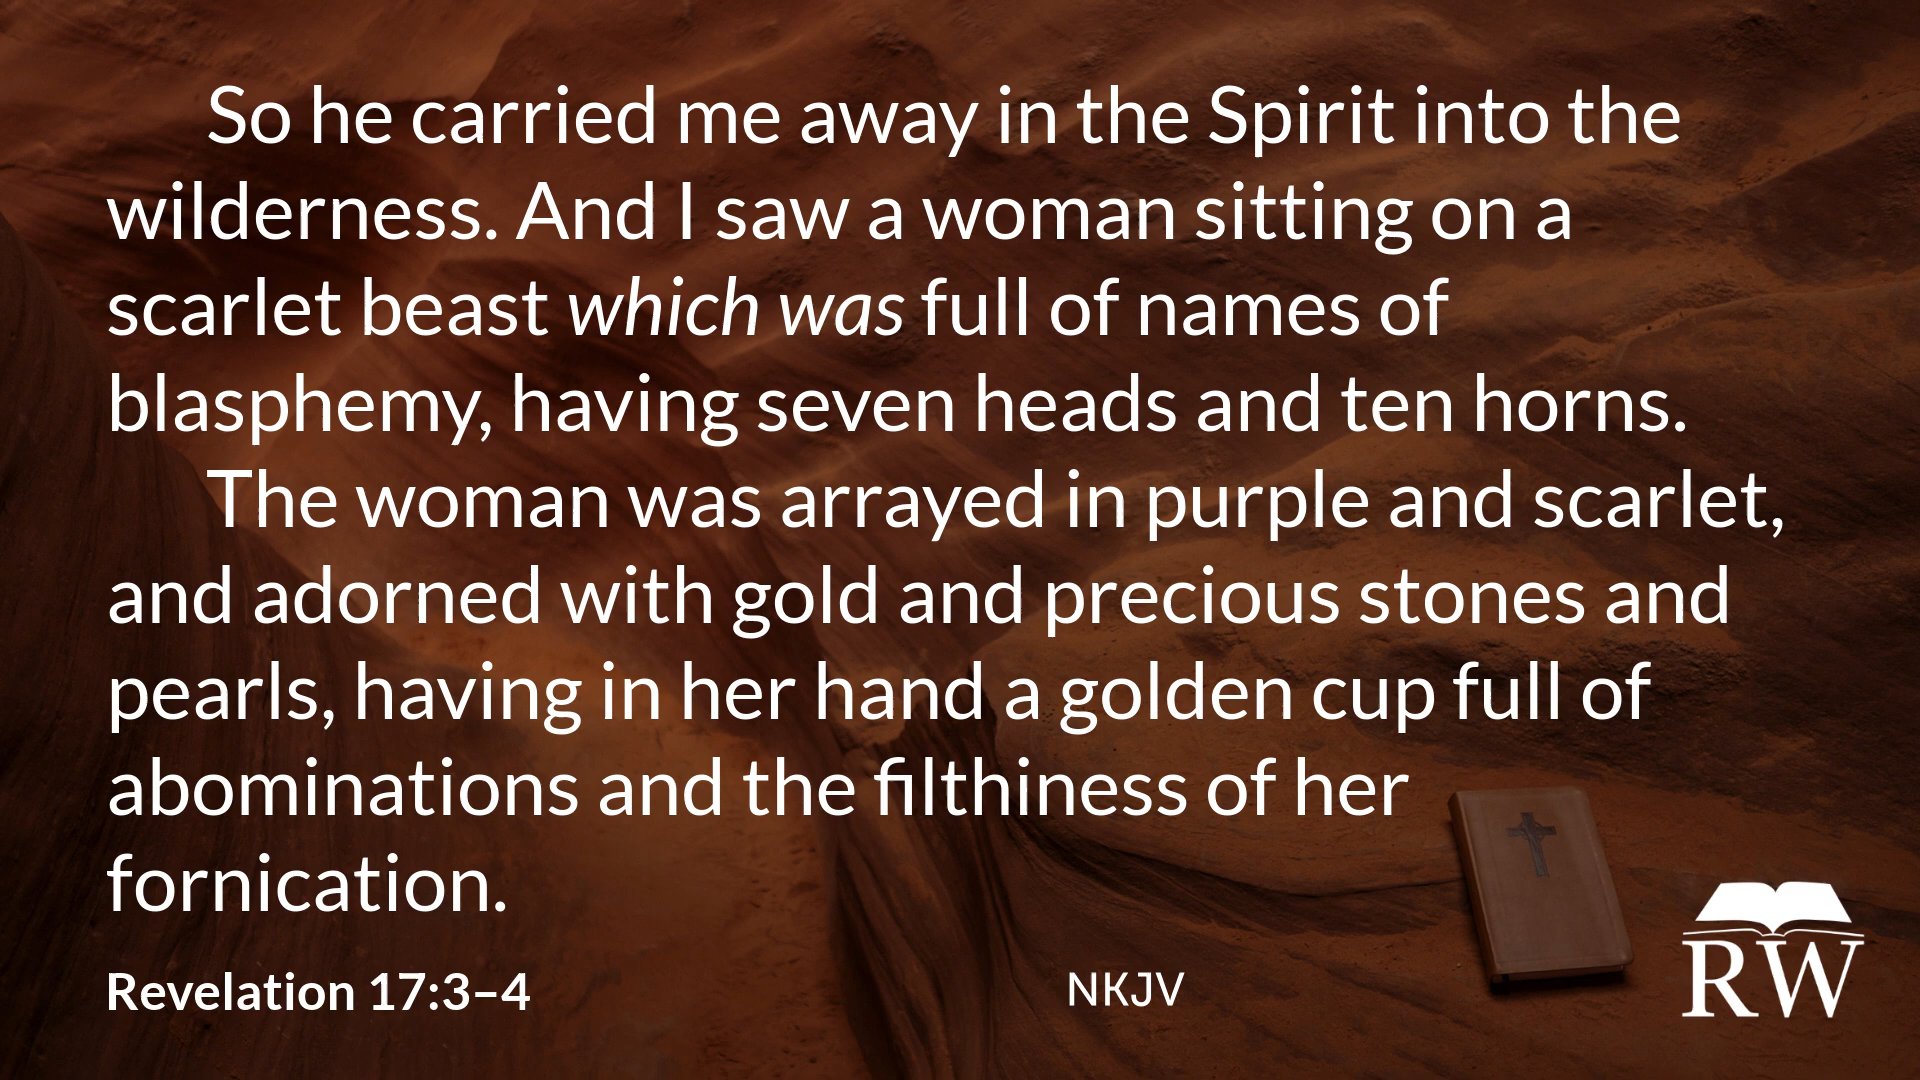 So he carried me away in the Spirit into the
wilderness. And I saw a woman sitting on a
scarlet beast which was full of names of
blasphemy, having seven heads and ten horns.
The woman was arrayed in purple and scarlet,
and adorned with gold and precious stones and
pearls, having in her hand a golden cup full of
abominations and the filthiness of her
fornication.
Revelation 17:3–4
NKJV
RW